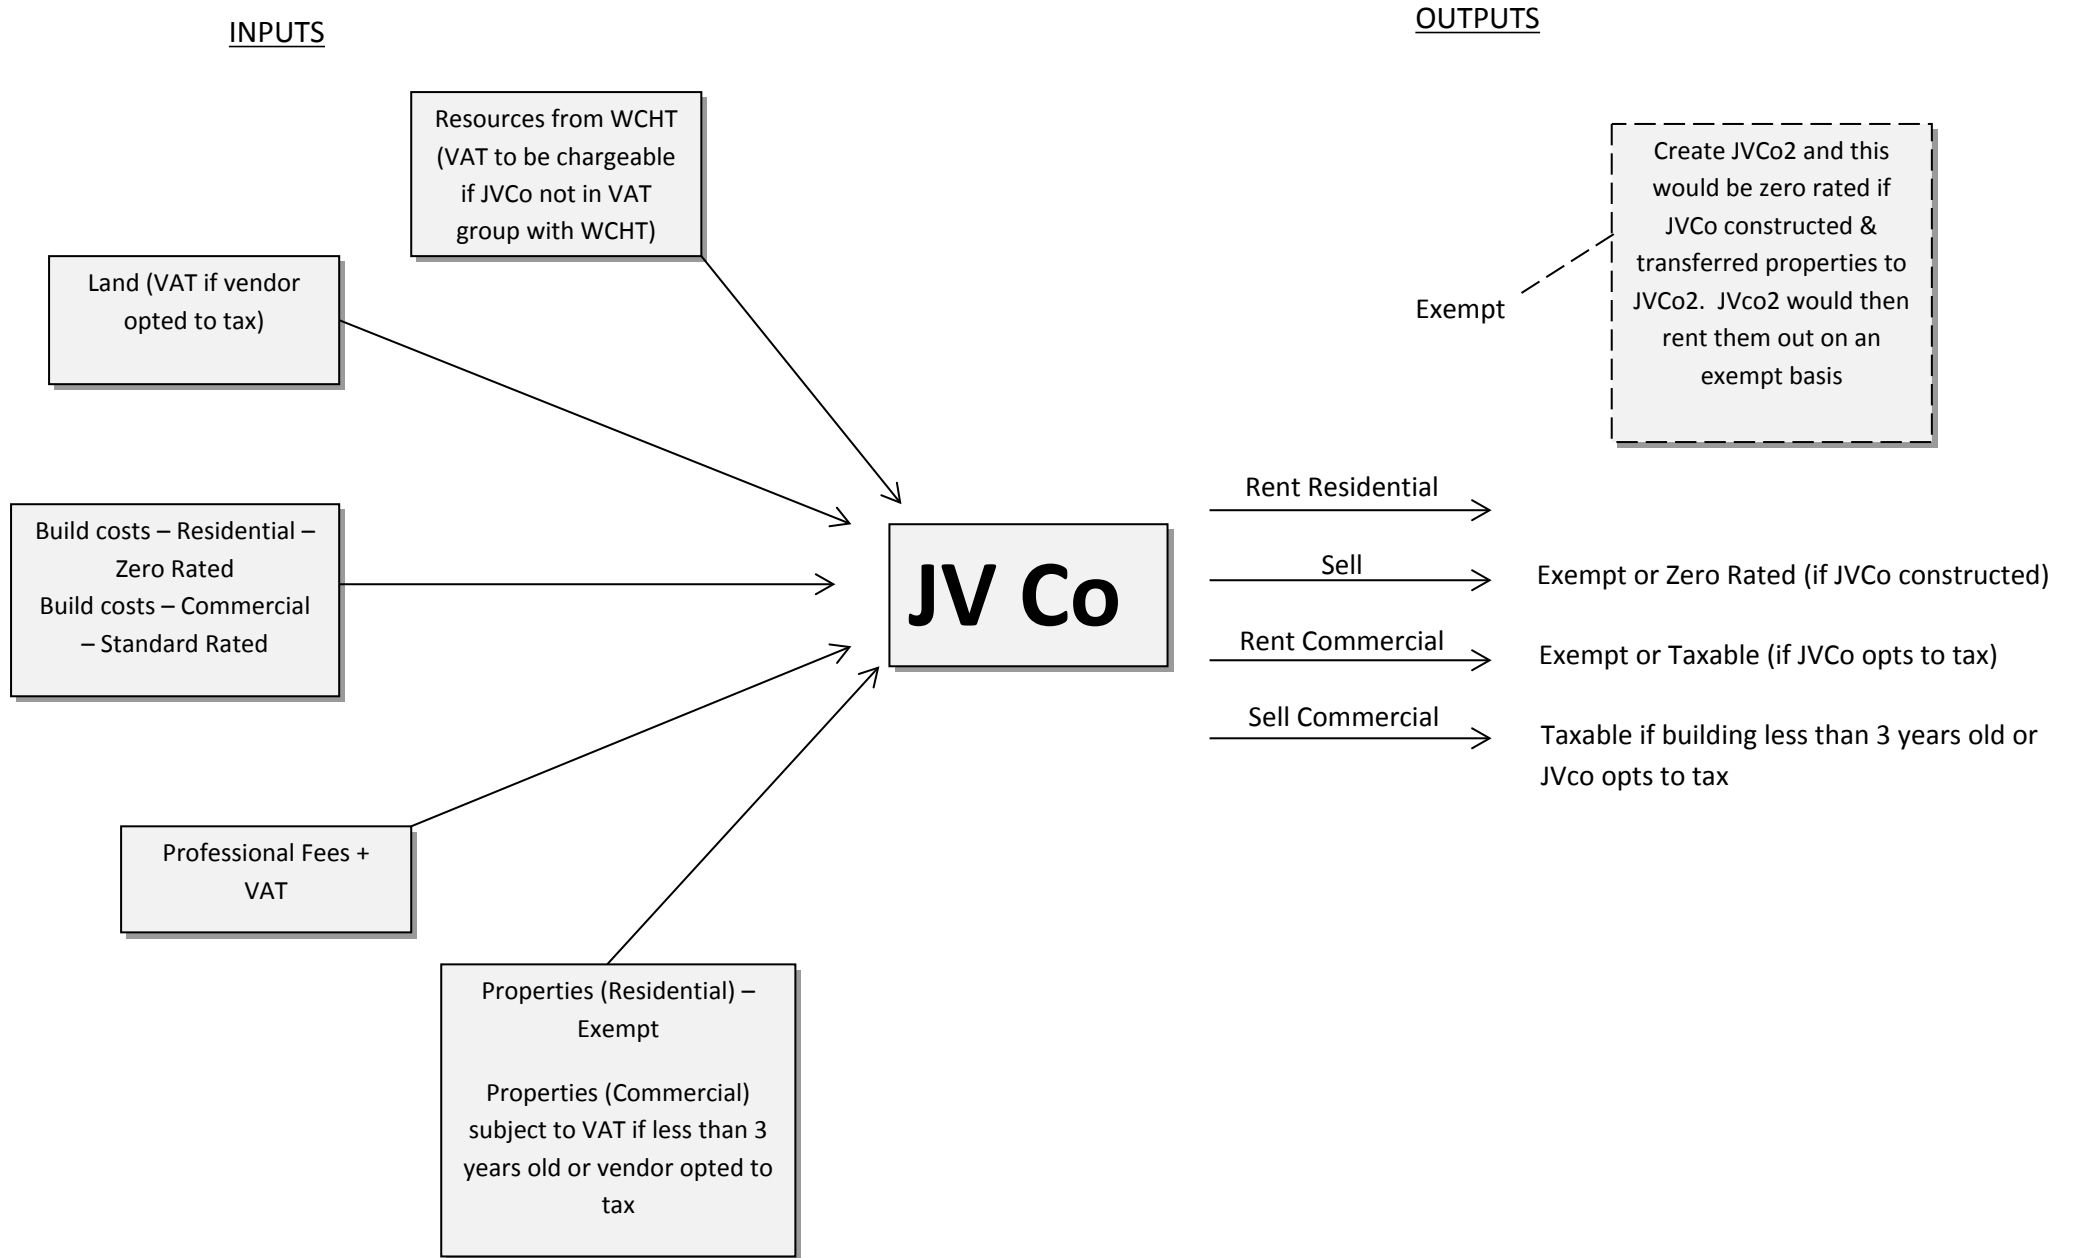 INPUTS
OUTPUTS
Resources from WCHT
(VAT to be chargeable
if JVCo not in VAT
group with WCHT)
Land (VAT if vendor
opted to tax)
Build costs – Residential –
Zero Rated
Build costs – Commercial
– Standard Rated
Professional Fees +
VAT
Properties (Residential) –
Exempt
Properties (Commercial)
subject to VAT if less than 3
years old or vendor opted to
tax
JV Co
Create JVCo2 and this
would be zero rated if
JVCo constructed &
transferred properties to
JVCo2.  JVco2 would then
rent them out on an
exempt basis
Exempt
Rent Residential
Sell
Exempt or Zero Rated (if JVCo constructed)
Rent Commercial
Exempt or Taxable (if JVCo opts to tax)
Sell Commercial
Taxable if building less than 3 years old or
JVco opts to tax